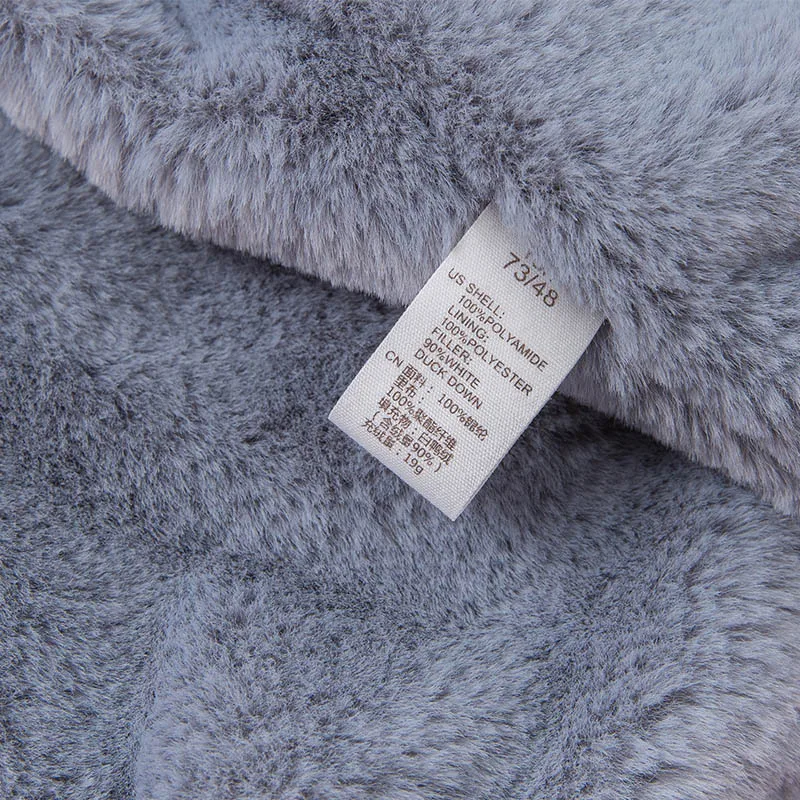 73/48
US SHELL:
100%POLYAMIDE
LINING:
100%POLYESTER
FILLER:
90%WHITE
DUCK DOWN
CN 面料: 100%锦纶
里布:
100%聚酯纤维
填充物:白鸭绒
(含绒量90%)
充绒量:19g